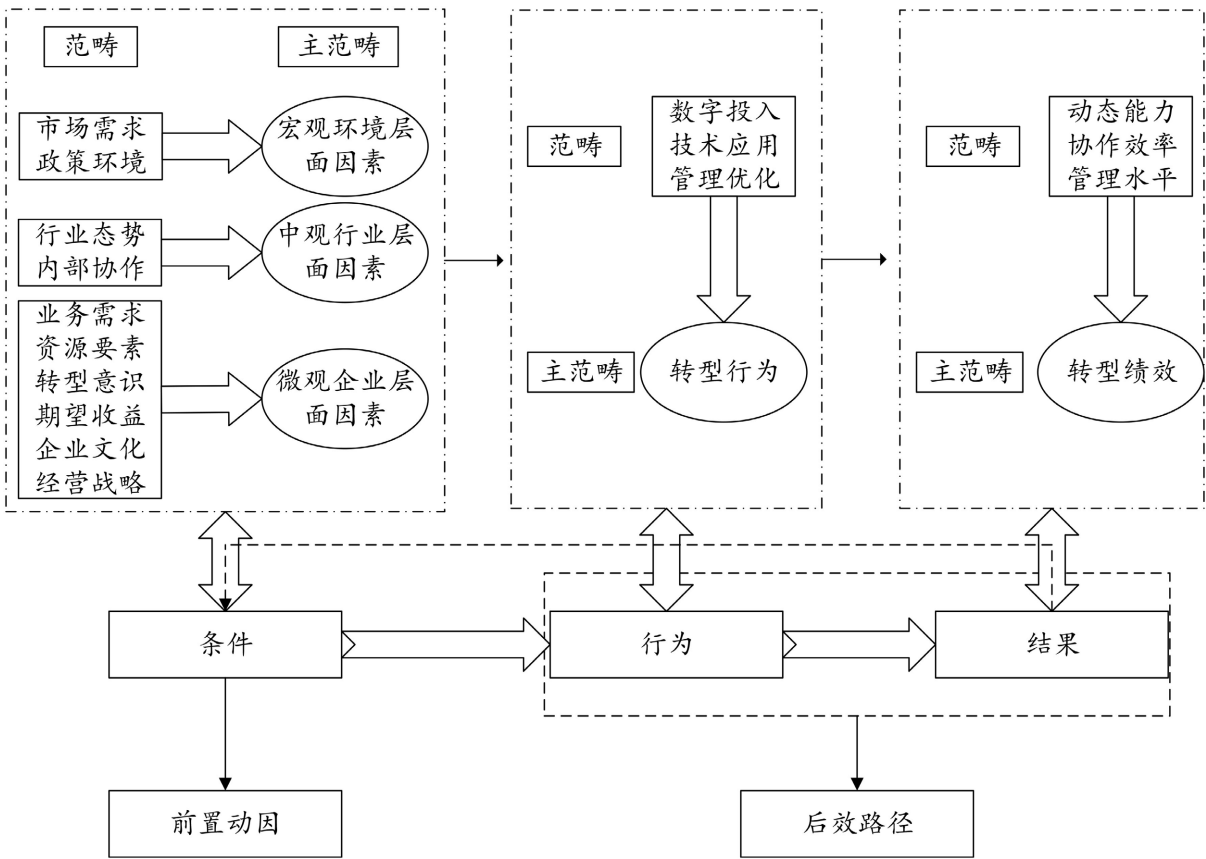 范畴
主范畴
市场需求
政策环境
宏观环境层
面因素
行业态势
内部协作
中观行业层
面因素
业务需求
资源要素
转型意识
期望收益
企业文化
经营战略
微观企业层
面因素
范畴
数字投入
技术应用
管理优化
主范畴
转型行为
范畴
动态能力
协作效率
管理水平
主范畴
转型绩效
条件
行为
结果
前置动因
后效路径